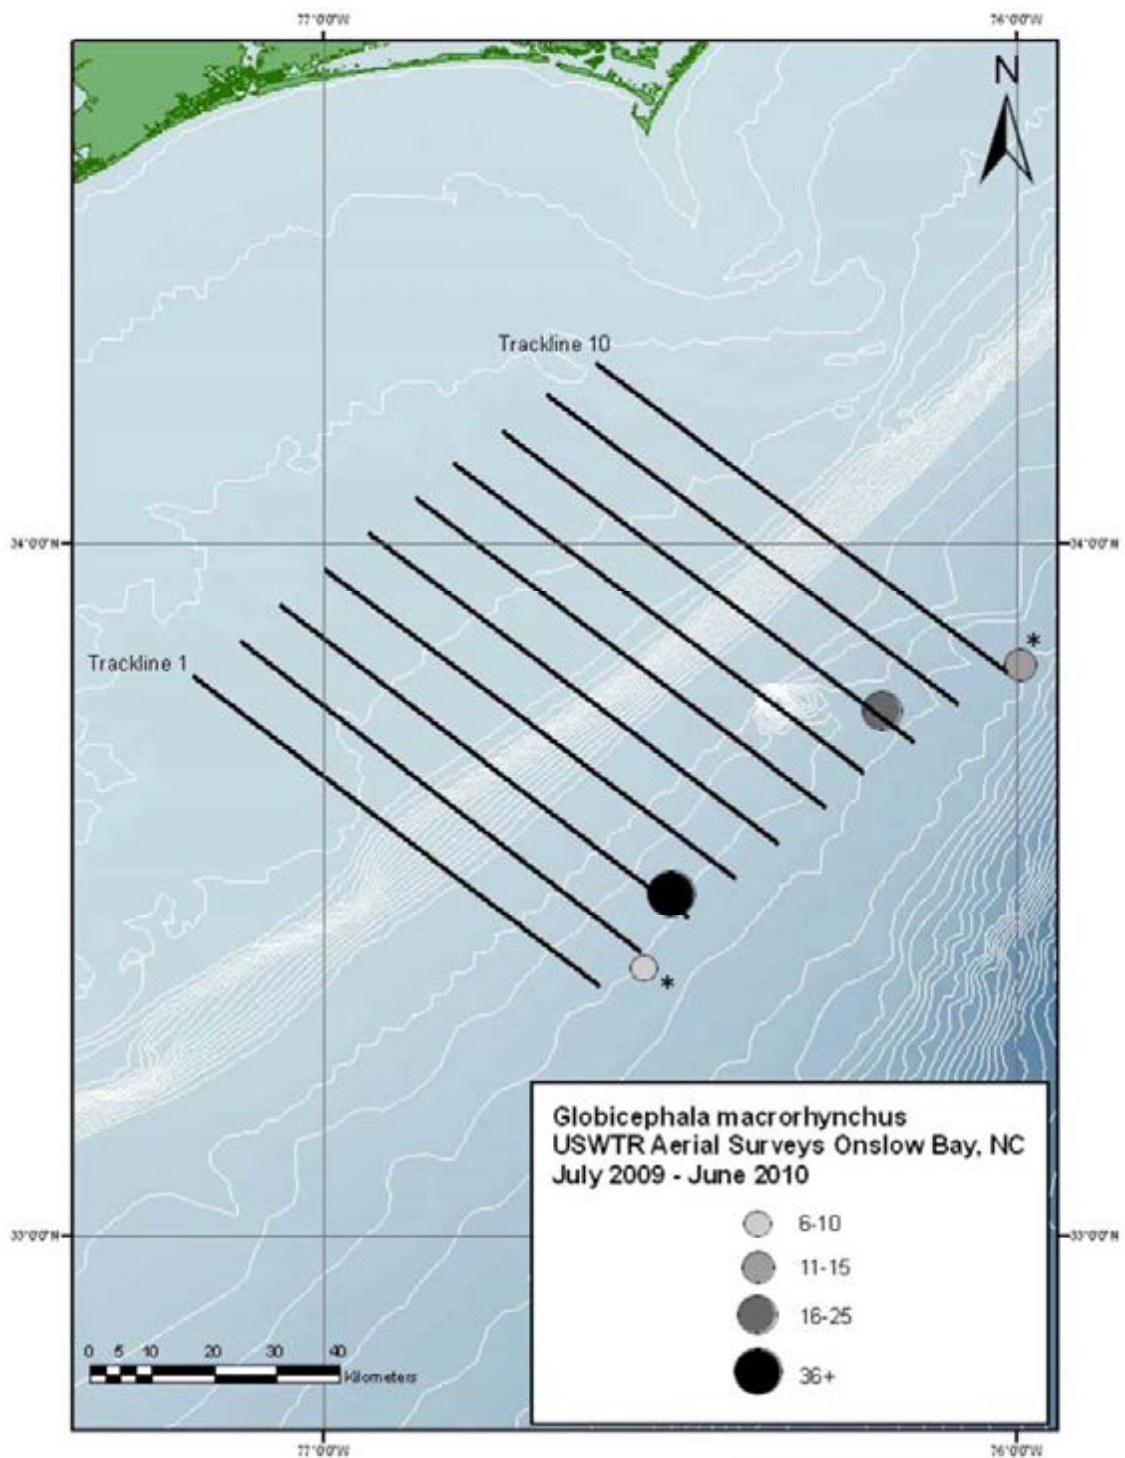 77°0'0"W 76°0'0"W
N
Trackline 10
34°0'0"N 34°0'0"N
*
Trackline 1
*
Globicephala macrorhynchus
USWTR Aerial Surveys Onslow Bay, NC
July 2009 - June 2010
6-10
11-15
16-25
36+
33°0'0"N 33°0'0"N
0 5 10 20 30 40
Kilometers
77°0'0"W 76°0'0"W